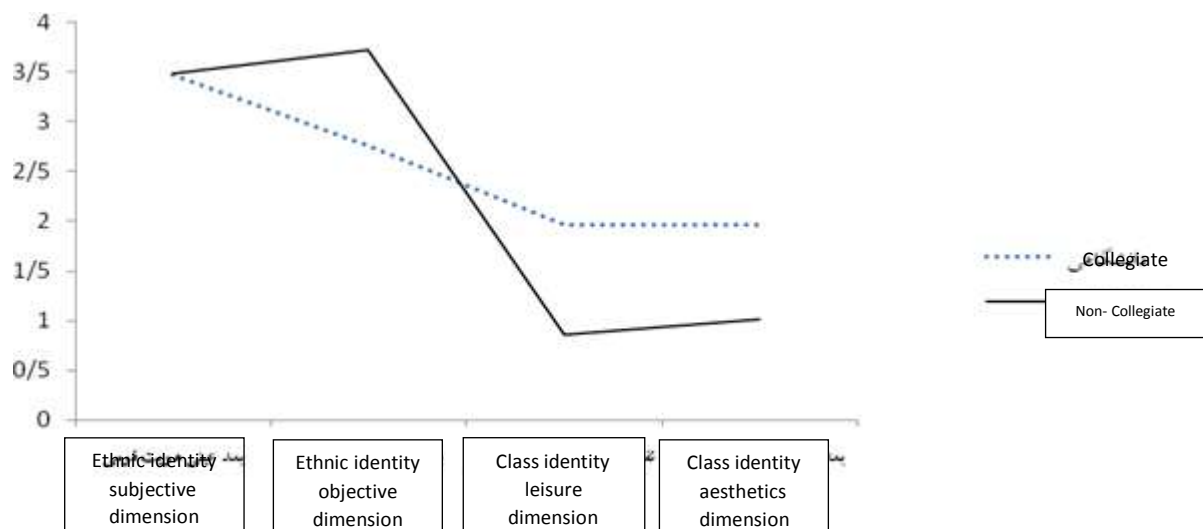 4
3/5
3
2/5
2
1/5
1
0/5
0
Collegiate
Non- Collegiate
Ethnic identity
subjective
dimension
Ethnic identity
objective
dimension
Class identity
leisure
dimension
Class identity
aesthetics
dimension